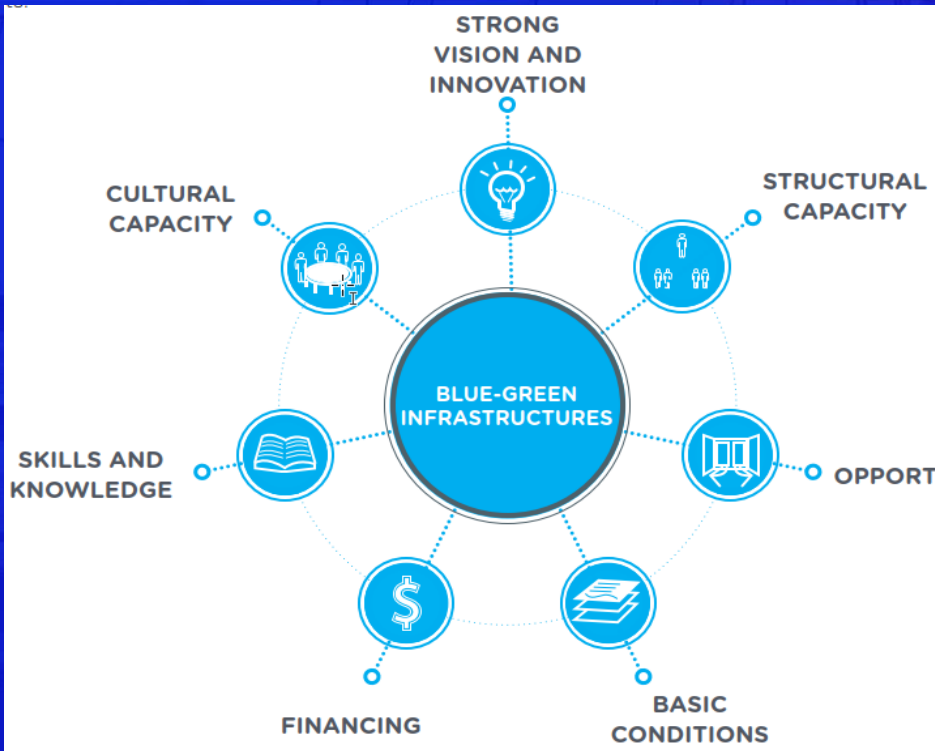 STRONG
VISION AND
INNOVATION
STRUCTURAL
CAPACITY
CULTURAL
CAPACITY
BLUE-GREEN
INFRASTRUCTURES
OPPORT
SKILLS AND
KNOWLEDGE
BASIC
CONDITIONS
FINANCING